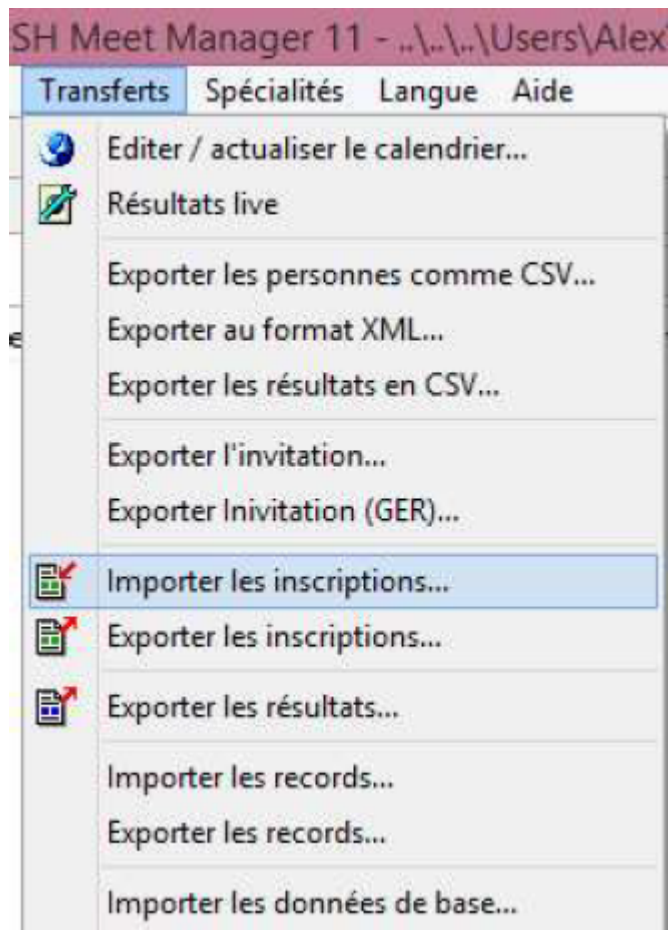 SH Meet Manager 11 - ..\..\..\Users\Alex
Transferts Spécialités Langue Aide
Editer / actualiser le calendrier...
Résultats live
Exporter les personnes comme CSV...
Exporter au format XML...
Exporter les résultats en CSV...
Exporter l'invitation...
Exporter Inivitation (GER)...
Importer les inscriptions...
Exporter les inscriptions...
Exporter les résultats...
Importer les records...
Exporter les records...
Importer les données de base...